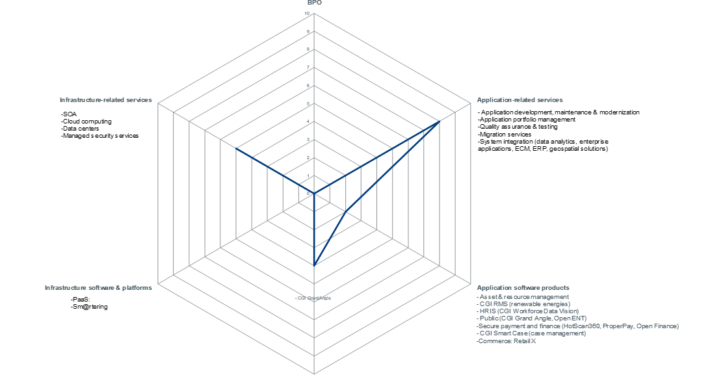 BPO
10
9
8
7
6
5
4
3
2
1
0
Infrastructure-related services
-SOA
-Cloud computing
-Data centers
-Managed security services
Application-related services
- Application development, maintenance & modernization
-Application portfolio management
-Quality assurance & testing
-Migration services
-System integration (data analytics, enterprise
applications, ECM, ERP, geospatial solutions)
Infrastructure software & platforms
-PaaS:
-Sm@rtering
- CGI
Application software products
- Asset & resource management
- CGI RMS (renewable energies)
- HRIS (CGI Workforce Data Vision)
- Public (CGI Grand Angle, Open ENT)
-Secure payment and finance (HotScan360, ProperPay, Open Finance)
- CGI Smart Case (case management)
-Commerce: Retail X